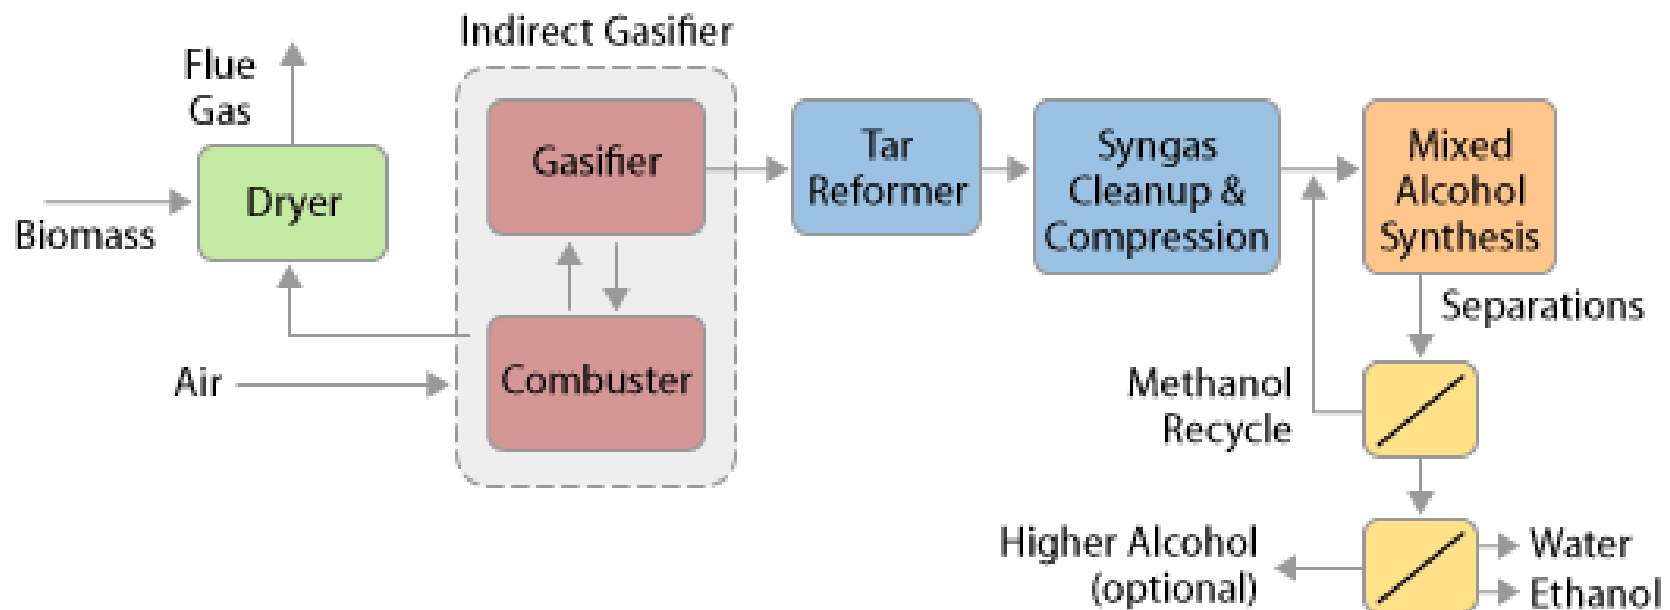 Indirect Gasifier
Flue
Gas
Biomass
Dryer
Air
Gasifier
Combuster
Tar
Reformer
Syngas
Cleanup &
Compression
Mixed
Alcohol
Synthesis
Separations
Methanol
Recycle
Higher Alcohol
(optional)
Water
Ethanol